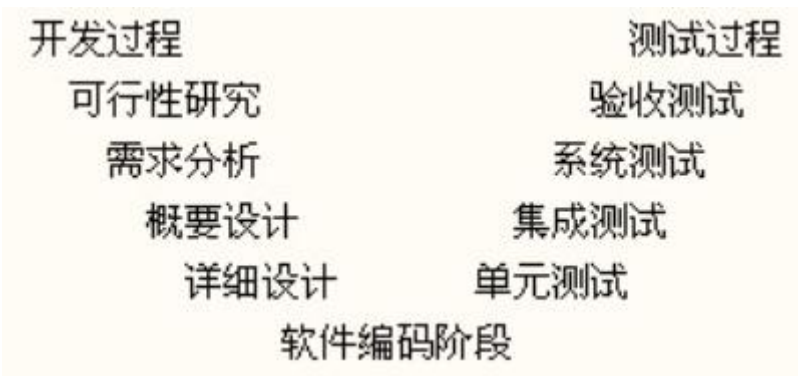 开发过程 测试过程
可行性研究 验收测试
需求分析 系统测试
概要设计 集成测试
详细设计 单元测试
软件编码阶段